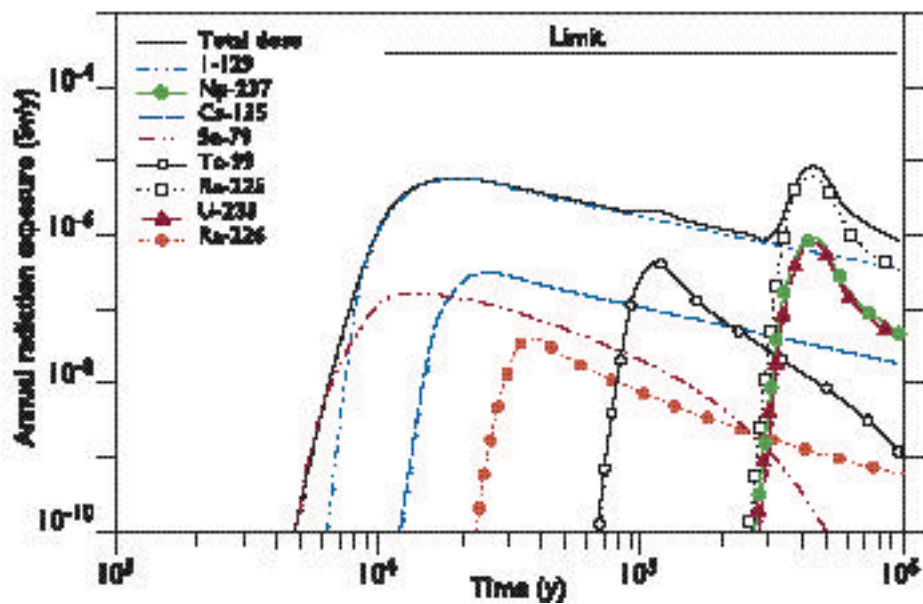 Total dose
Limit
I-129
Np-237
Cs-135
Se-79
Tc-99
Ra-225
U-233
Ra-226
Annual radiation exposure (Sv/y)
10⁻⁴
10⁻⁶
10⁻⁸
10⁻¹⁰
10³
10⁴
10⁵
10⁶
Time (y)